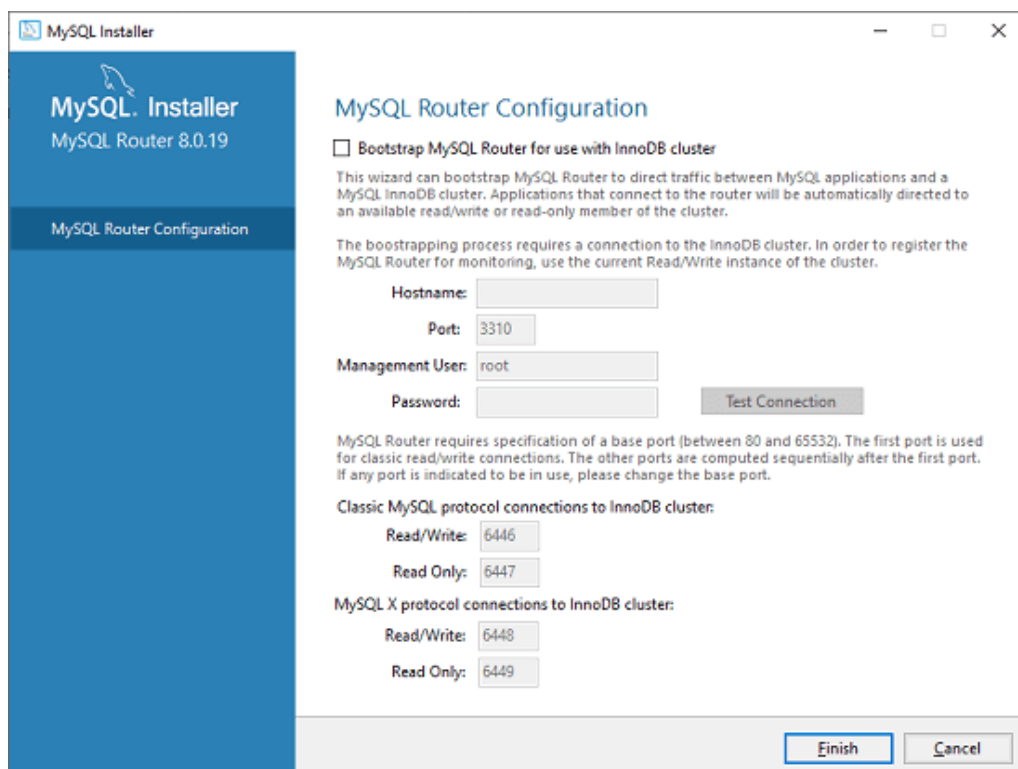 MySQL Installer
MySQL. Installer
MySQL Router 8.0.19
MySQL Router Configuration
MySQL Router Configuration
Bootstrap MySQL Router for use with InnoDB cluster
This wizard can bootstrap MySQL Router to direct traffic between MySQL applications and a
MySQL InnoDB cluster. Applications that connect to the router will be automatically directed to
an available read/write or read-only member of the cluster.
The boostrapping process requires a connection to the InnoDB cluster. In order to register the
MySQL Router for monitoring, use the current Read/Write instance of the cluster.
Hostname:
Port: 3310
Management User: root
Password: Test Connection
MySQL Router requires specification of a base port (between 80 and 65532). The first port is used
for classic read/write connections. The other ports are computed sequentially after the first port.
If any port is indicated to be in use, please change the base port.
Classic MySQL protocol connections to InnoDB cluster:
Read/Write: 6446
Read Only: 6447
MySQL X protocol connections to InnoDB cluster:
Read/Write: 6448
Read Only: 6449
Finish Cancel